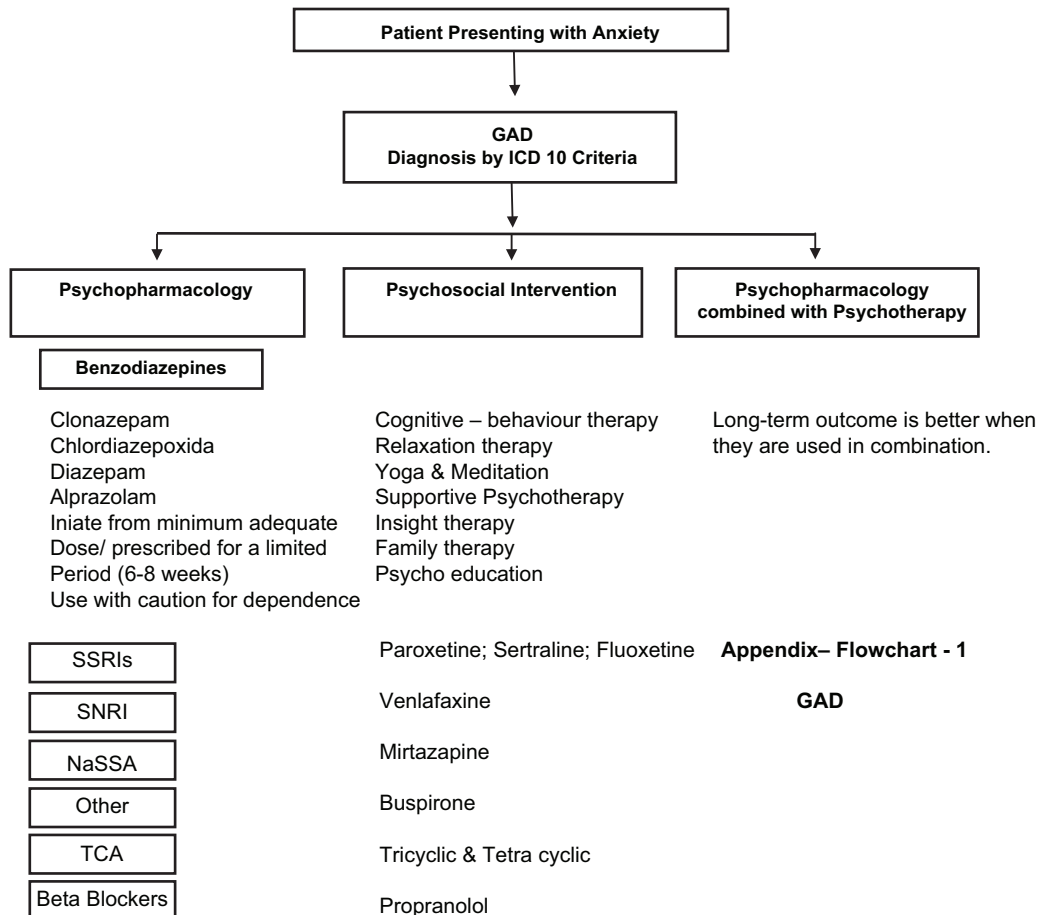 Patient Presenting with Anxiety
GAD
Diagnosis by ICD 10 Criteria
Psychopharmacology
Psychosocial Intervention
Psychopharmacology
combined with Psychotherapy
Benzodiazepines
Clonazepam
Chlordiazepoxida
Diazepam
Alprazolam
Iniate from minimum adequate
Dose/ prescribed for a limited
Period (6-8 weeks)
Use with caution for dependence
Cognitive – behaviour therapy
Relaxation therapy
Yoga & Meditation
Supportive Psychotherapy
Insight therapy
Family therapy
Psycho education
Long-term outcome is better when
they are used in combination.
SSRIs
Paroxetine; Sertraline; Fluoxetine
SNRI
Venlafaxine
NaSSA
Mirtazapine
Other
Buspirone
TCA
Tricyclic & Tetra cyclic
Beta Blockers
Propranolol
Appendix– Flowchart - 1
GAD